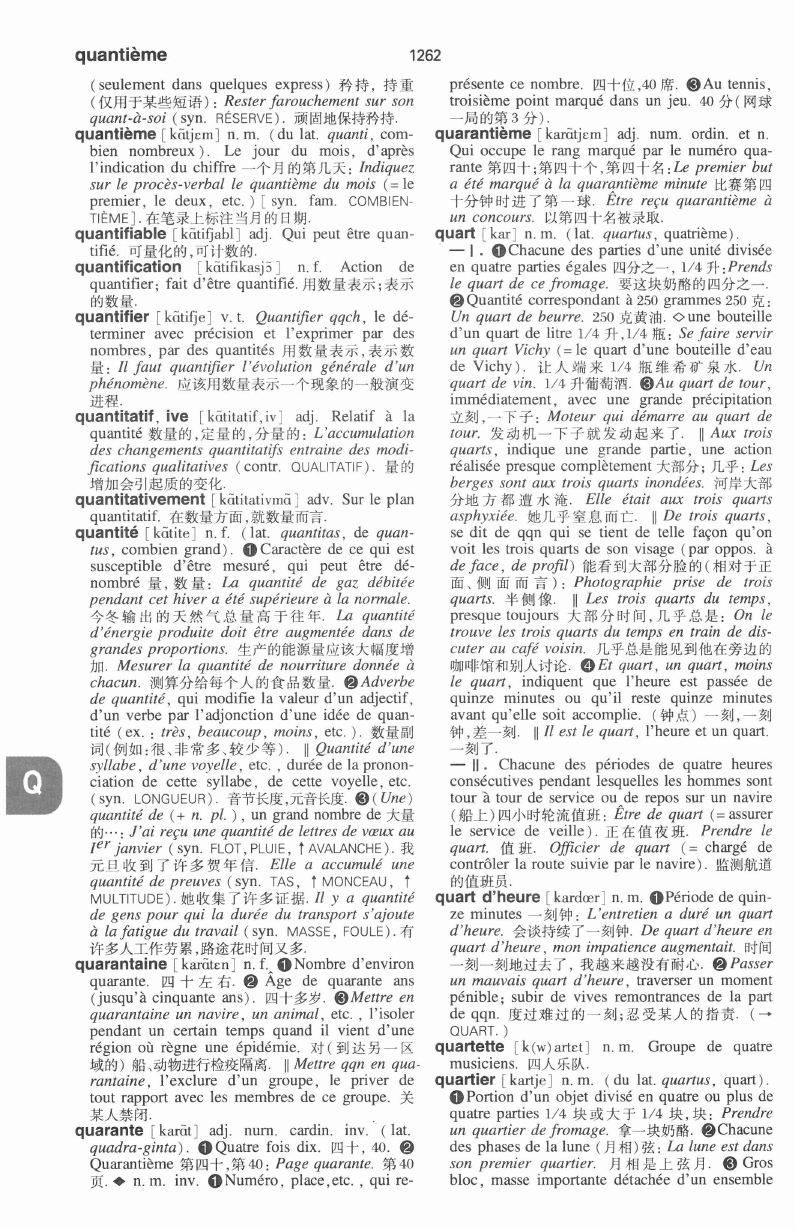 quantième
1262
(seulement dans quelques express) 矜持, 持重
(仅用于某些短语): Rester farouchement sur son
quant-à-soi (syn. RÉSERVE). 顽固地保持矜持.
quantième [kɑ̃tjɛm] n. m. (du lat. quanti, com-
bien nombreux). Le jour du mois, d'après
l'indication du chiffre 一个月的第几天: Indiquez
sur le procès-verbal le quantième du mois (= le
premier, le deux, etc.) [syn. fam. COMBIEN-
TIÈME]. 在笔录上标注当月的日期.
quantifiable [kɑ̃tifjabl] adj. Qui peut être quan-
tifié. 可量化的,可计数的.
quantification [kɑ̃tifikasjɔ̃] n. f. Action de
quantifier; fait d'être quantifié. 用数量表示;表示
的数量.
quantifier [kɑ̃tifje] v. t. Quantifier qqch, le dé-
terminer avec précision et l'exprimer par des
nombres, par des quantités 用数量表示,表示数
量: Il faut quantifier l'évolution générale d'un
phénomène. 应该用数量表示一个现象的一般演变
进程.
quantitatif, ive [kɑ̃titatif,iv] adj. Relatif à la
quantité 数量的,定量的,分量的: L'accumulation
des changements quantitatifs entraine des modi-
fications qualitatives (contr. QUALITATIF). 量的
增加会引起质的变化.
quantitativement [kɑ̃titativmɑ̃] adv. Sur le plan
quantitatif. 在数量方面,就数量而言.
quantité [kɑ̃tite] n. f. (lat. quantitas, de quan-
tus, combien grand). ❶Caractère de ce qui est
susceptible d'être mesuré, qui peut être dé-
nombré 量, 数量: La quantité de gaz débitée
pendant cet hiver a été supérieure à la normale.
今冬输出的天然气总量高于往年. La quantité
d'énergie produite doit être augmentée dans de
grandes proportions. 生产的能源量应该大幅度增
加. Mesurer la quantité de nourriture donnée à
chacun. 测算分给每个人的食品数量. ❷Adverbe
de quantité, qui modifie la valeur d'un adjectif,
d'un verbe par l'adjonction d'une idée de quan-
tité (ex. : très, beaucoup, moins, etc.). 数量副
词(例如:很、非常多、较少等). ‖ Quantité d'une
syllabe, d'une voyelle, etc., durée de la pronon-
ciation de cette syllabe, de cette voyelle, etc.
(syn. LONGUEUR). 音节长度,元音长度. ❸(Une)
quantité de (+ n. pl.), un grand nombre de 大量
的…: J'ai reçu une quantité de lettres de vœux au
1er janvier (syn. FLOT, PLUIE, ↑ AVALANCHE). 我
元旦收到了许多贺年信. Elle a accumulé une
quantité de preuves (syn. TAS, ↑ MONCEAU, ↑
MULTITUDE). 她收集了许多证据. Il y a quantité
de gens pour qui la durée du transport s'ajoute
à la fatigue du travail (syn. MASSE, FOULE). 有
许多人工作劳累,路途花时间又多.
quarantaine [karɑ̃tɛn] n. f. ❶Nombre d'environ
quarante. 四十左右. ❷ Âge de quarante ans
(jusqu'à cinquante ans). 四十多岁. ❸Mettre en
quarantaine un navire, un animal, etc., l'isoler
pendant un certain temps quand il vient d'une
région où règne une épidémie. 对(到达另一区
域的)船、动物进行检疫隔离. ‖ Mettre qqn en qua-
rantaine, l'exclure d'un groupe, le priver de
tout rapport avec les membres de ce groupe. 关
某人禁闭.
quarante [karɑ̃t] adj. num. cardin. inv. (lat.
quadra-ginta). ❶Quatre fois dix. 四十, 40. ❷
Quarantième 第四十,第40: Page quarante. 第40
页. ◆ n. m. inv. ❶Numéro, place,etc., qui re-
présente ce nombre. 四十位,40 席. ❸Au tennis,
troisième point marqué dans un jeu. 40 分(网球
一局的第3分).
quarantième [karɑ̃tjɛm] adj. num. ordin. et n.
Qui occupe le rang marqué par le numéro qua-
rante 第四十;第四十个,第四十名:Le premier but
a été marqué à la quarantième minute 比赛第四
十分钟时进了第一球. Être reçu quarantième à
un concours. 以第四十名被录取.
quart [kar] n. m. (lat. quartus, quatrième).
— I. ❶Chacune des parties d'une unité divisée
en quatre parties égales 四分之一, 1/4 升:Prends
le quart de ce fromage. 要这块奶酪的四分之一.
❷Quantité correspondant à 250 grammes 250 克:
Un quart de beurre. 250 克黄油. ◇une bouteille
d'un quart de litre 1/4 升,1/4 瓶: Se faire servir
un quart Vichy (= le quart d'une bouteille d'eau
de Vichy). 让人端来 1/4 瓶维希矿泉水. Un
quart de vin. 1/4 升葡萄酒. ❸Au quart de tour,
immédiatement, avec une grande précipitation
立刻,一下子: Moteur qui démarre au quart de
tour. 发动机一下子就发动起来了. ‖ Aux trois
quarts, indique une grande partie, une action
réalisée presque complètement 大部分; 几乎: Les
berges sont aux trois quarts inondées. 河岸大部
分地方都遭水淹. Elle était aux trois quarts
asphyxiée. 她几乎窒息而亡. ‖ De trois quarts,
se dit de qqn qui se tient de telle façon qu'on
voit les trois quarts de son visage (par oppos. à
de face, de profil) 能看到大部分脸的(相对于正
面、侧面而言): Photographie prise de trois
quarts. 半侧像. ‖ Les trois quarts du temps,
presque toujours 大部分时间,几乎总是: On le
trouve les trois quarts du temps en train de dis-
cuter au café voisin. 几乎总是能见到他在旁边的
咖啡馆和别人讨论. ❹Et quart, un quart, moins
le quart, indiquent que l'heure est passée de
quinze minutes ou qu'il reste quinze minutes
avant qu'elle soit accomplie. (钟点) 一刻,一刻
钟,差一刻. ‖ Il est le quart, l'heure et un quart.
一刻了.
— II. Chacune des périodes de quatre heures
consécutives pendant lesquelles les hommes sont
tour à tour de service ou de repos sur un navire
(船上)四小时轮流值班: Être de quart (= assurer
le service de veille). 正在值夜班. Prendre le
quart. 值班. Officier de quart (= chargé de
contrôler la route suivie par le navire). 监测航道
的值班员.
quart d'heure [kardœr] n. m. ❶Période de quin-
ze minutes 一刻钟: L'entretien a duré un quart
d'heure. 会谈持续了一刻钟. De quart d'heure en
quart d'heure, mon impatience augmentait. 时间
一刻一刻地过去了, 我越来越没有耐心. ❷Passer
un mauvais quart d'heure, traverser un moment
pénible; subir de vives remontrances de la part
de qqn. 度过难过的一刻;忍受某人的指责. (→
QUART.)
quartette [k(w)artɛt] n. m. Groupe de quatre
musiciens. 四人乐队.
quartier [kartje] n. m. (du lat. quartus, quart).
❶Portion d'un objet divisé en quatre ou plus de
quatre parties 1/4 块或大于 1/4 块,块: Prendre
un quartier de fromage. 拿一块奶酪. ❷Chacune
des phases de la lune (月相)弦: La lune est dans
son premier quartier. 月相是上弦月. ❸ Gros
bloc, masse importante détachée d'un ensemble
Q